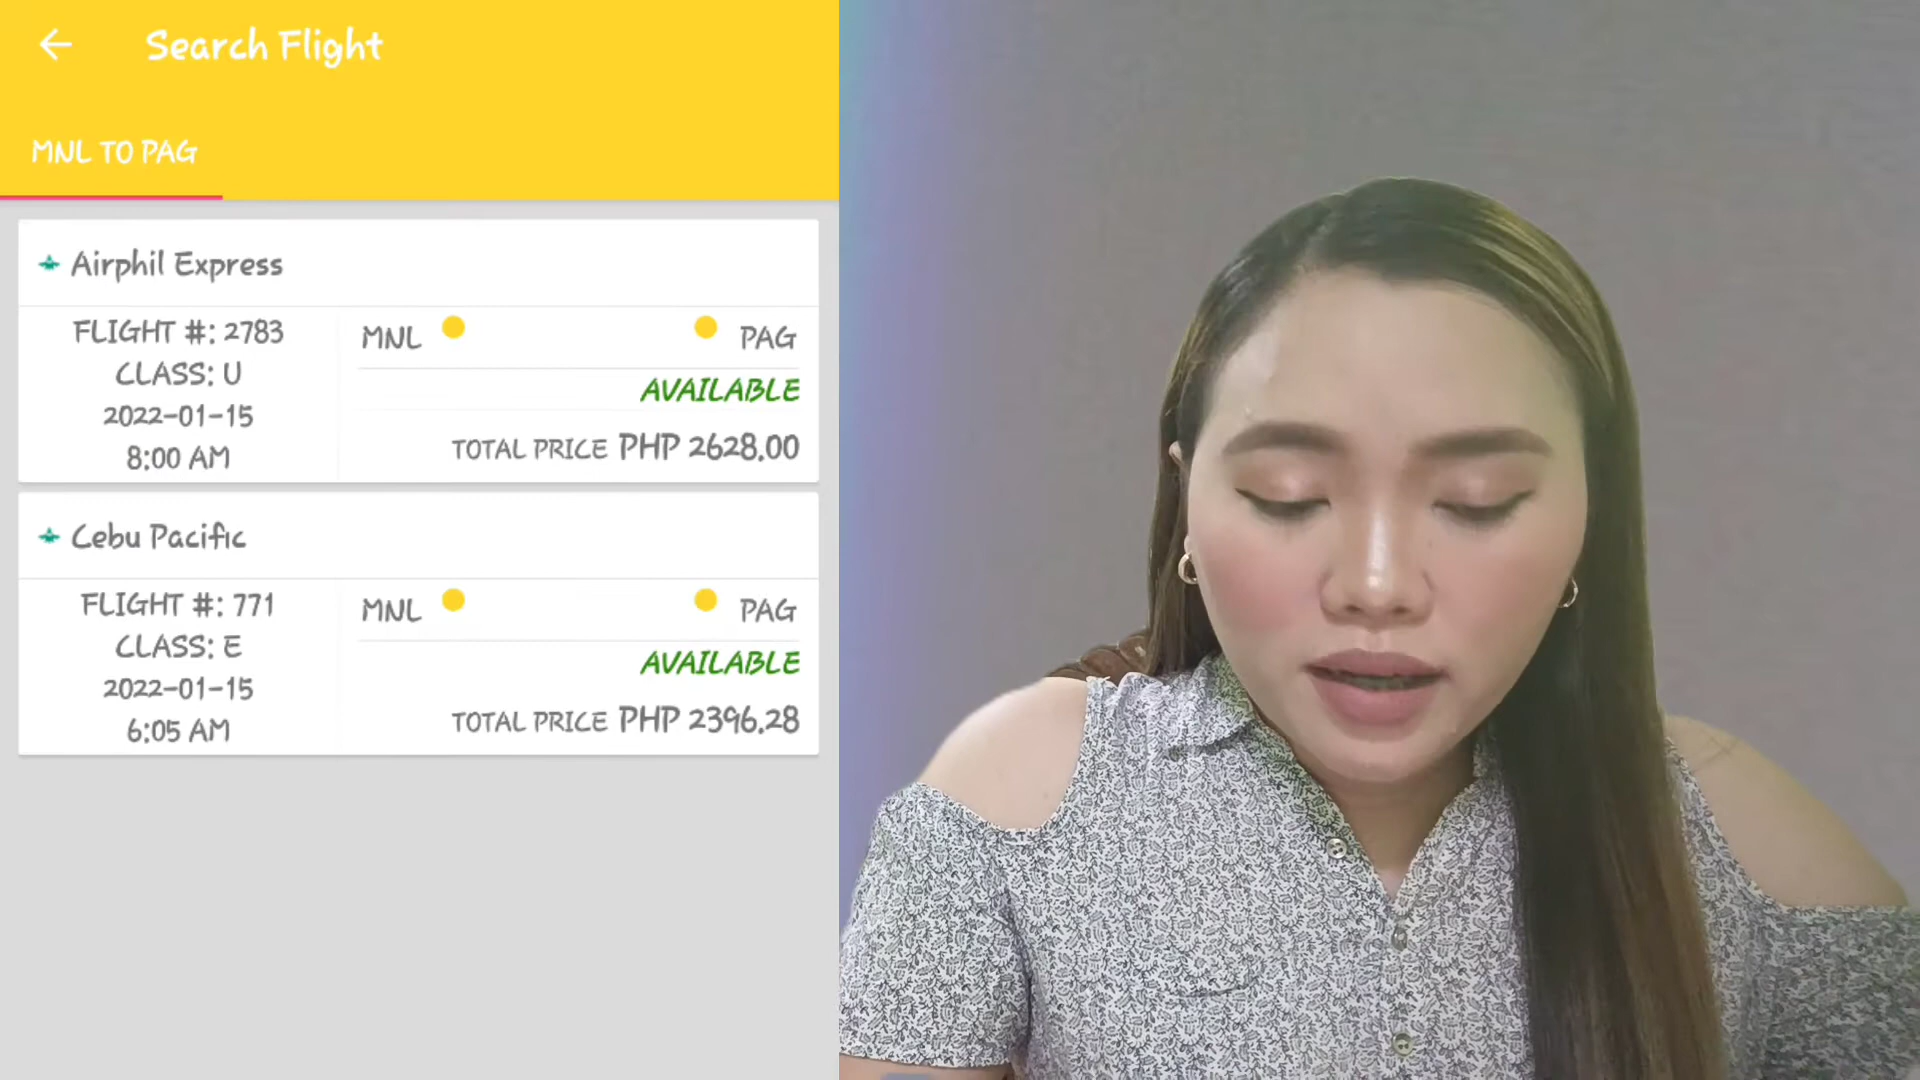 Search Flight
MNL TO PAG
Airphil Express
FLIGHT #: 2783
CLASS: U
2022-01-15
8:00 AM
MNL
PAG
AVAILABLE
TOTAL PRICE PHP 2628.00
Cebu Pacific
FLIGHT #: 771
CLASS: E
2022-01-15
6:05 AM
MNL
PAG
AVAILABLE
TOTAL PRICE PHP 2396.28